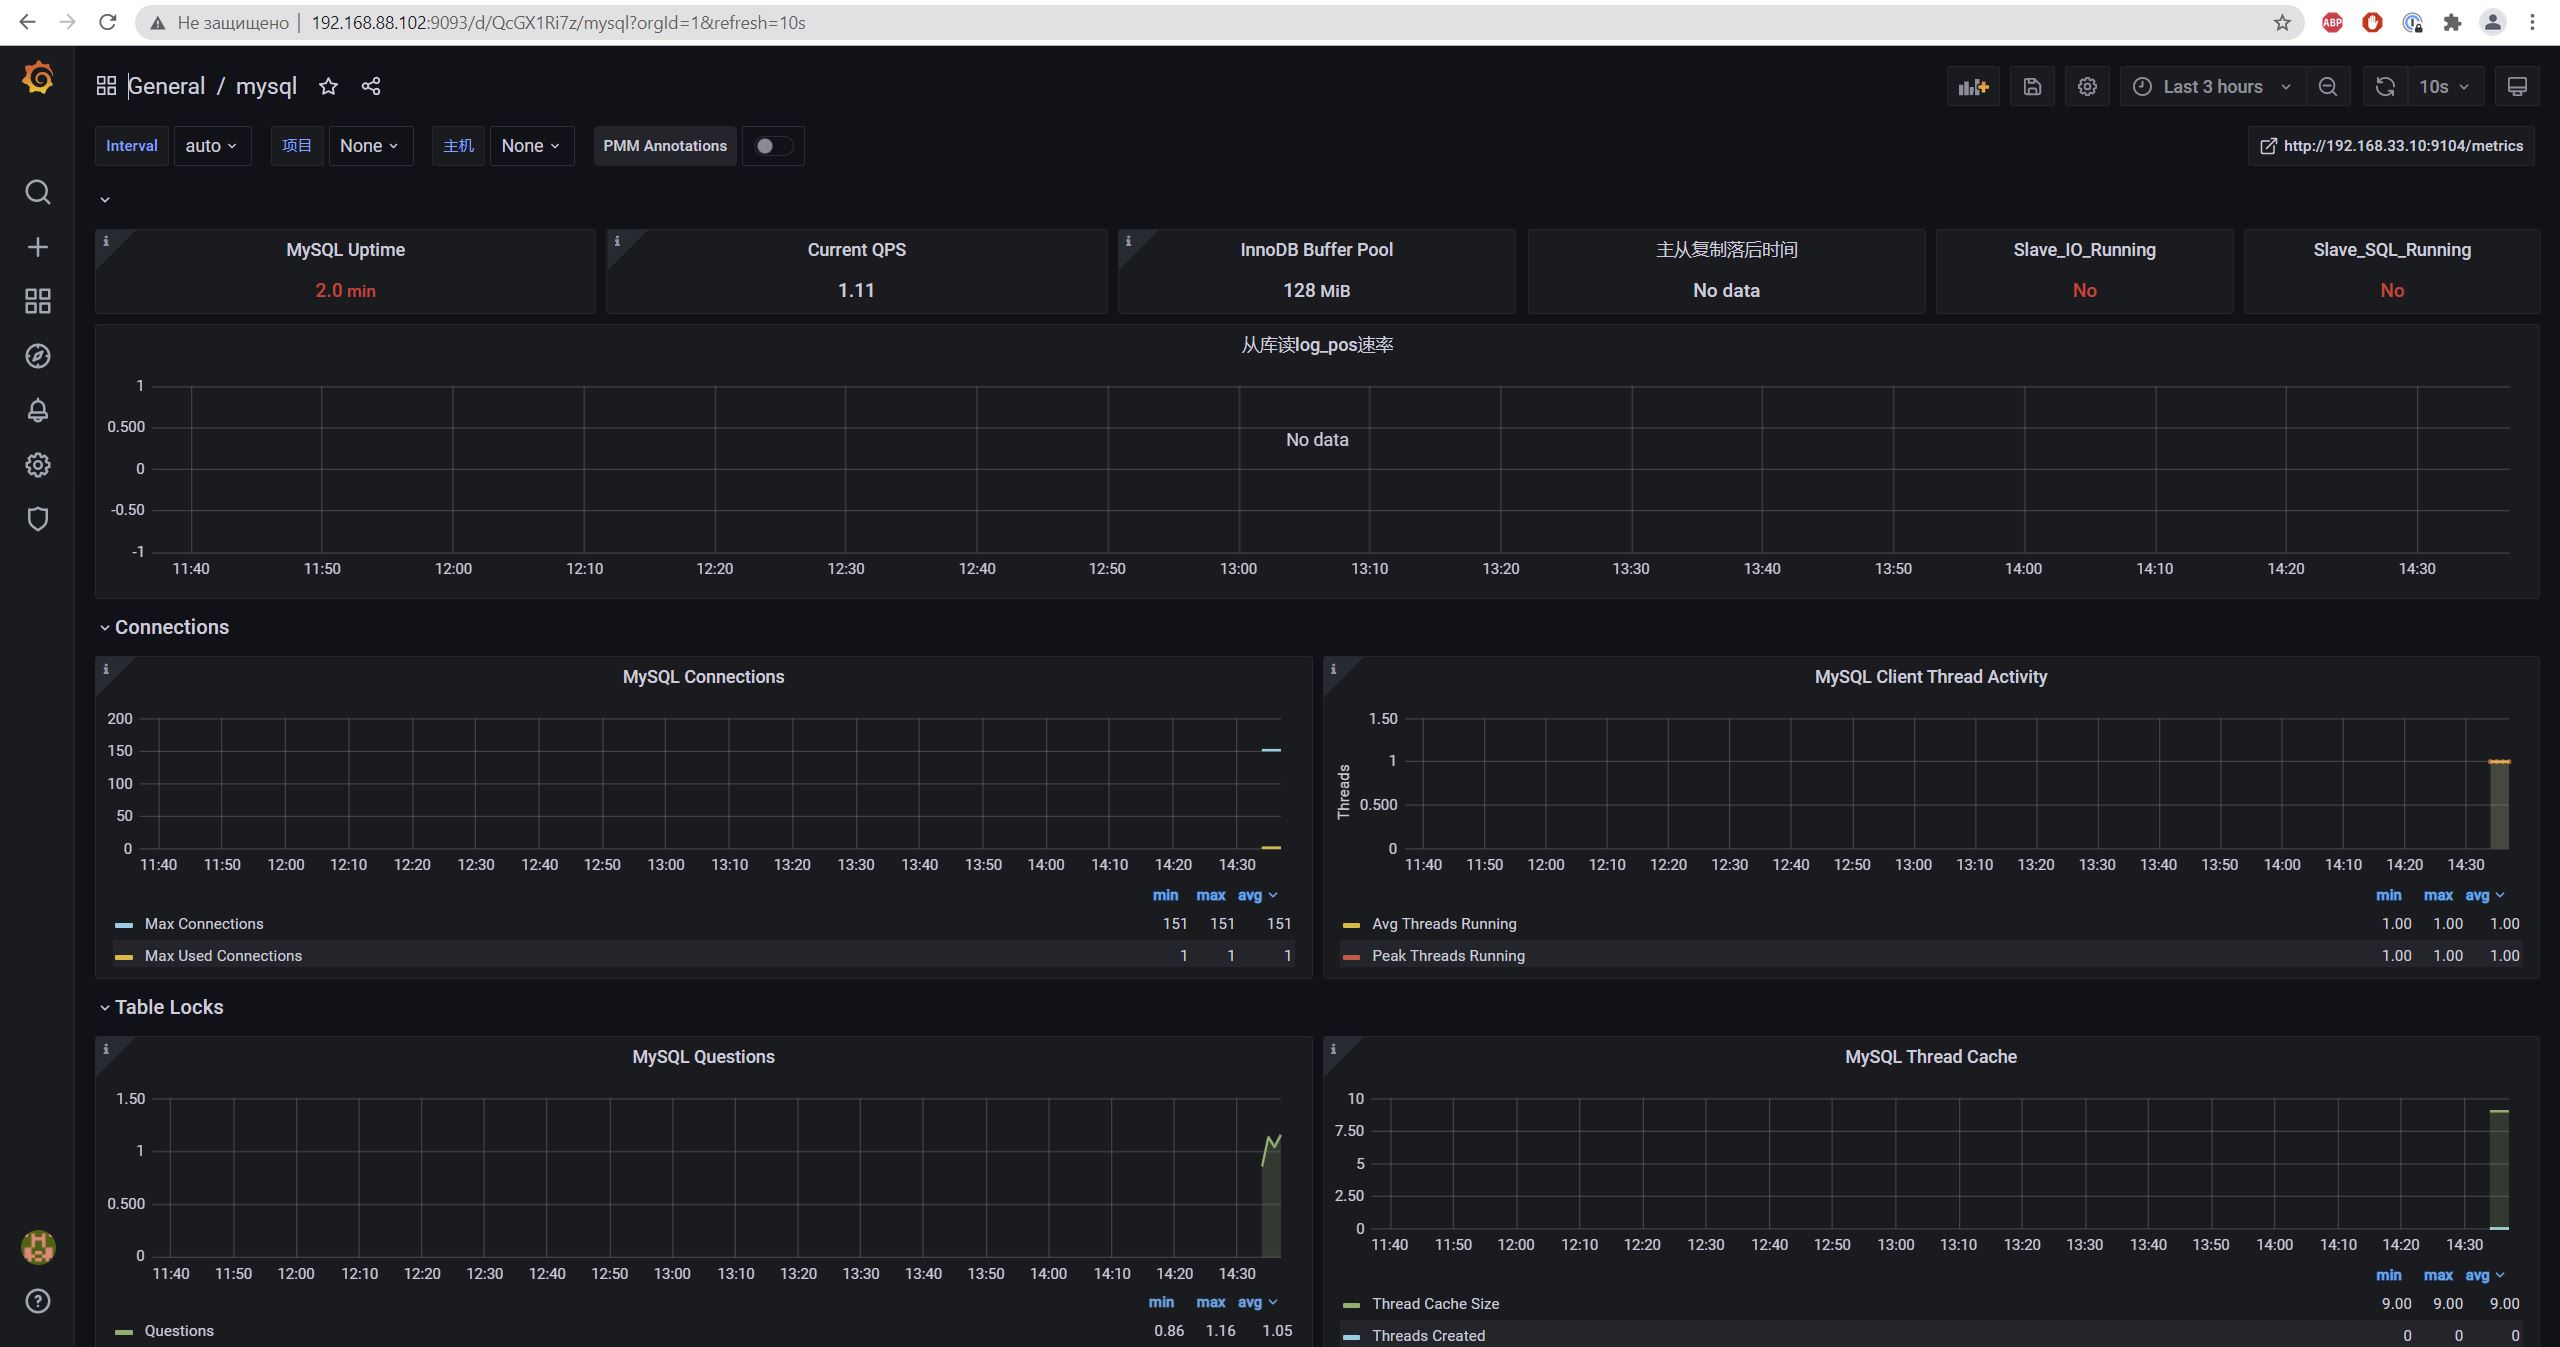 Не защищено | 192.168.88.102:9093/d/QcGX1Ri7z/mysql?orgId=1&refresh=10s
ABP
General / mysql
Last 3 hours
10s
Interval auto 项目 None 主机 None PMM Annotations
http://192.168.33.10:9104/metrics
MySQL Uptime
2.0 min
Current QPS
1.11
InnoDB Buffer Pool
128 MiB
主从复制落后时间
No data
Slave_IO_Running
No
Slave_SQL_Running
No
从库读log_pos速率
1
0.500
0
-0.50
-1
No data
11:40 11:50 12:00 12:10 12:20 12:30 12:40 12:50 13:00 13:10 13:20 13:30 13:40 13:50 14:00 14:10 14:20 14:30
Connections
MySQL Connections
200
150
100
50
0
11:40 11:50 12:00 12:10 12:20 12:30 12:40 12:50 13:00 13:10 13:20 13:30 13:40 13:50 14:00 14:10 14:20 14:30
min max avg
Max Connections 151 151 151
Max Used Connections 1 1 1
MySQL Client Thread Activity
Threads
1.50
1
0.500
0
11:40 11:50 12:00 12:10 12:20 12:30 12:40 12:50 13:00 13:10 13:20 13:30 13:40 13:50 14:00 14:10 14:20 14:30
min max avg
Avg Threads Running 1.00 1.00 1.00
Peak Threads Running 1.00 1.00 1.00
Table Locks
MySQL Questions
1.50
1
0.500
0
11:40 11:50 12:00 12:10 12:20 12:30 12:40 12:50 13:00 13:10 13:20 13:30 13:40 13:50 14:00 14:10 14:20 14:30
min max avg
Questions 0.86 1.16 1.05
MySQL Thread Cache
10
7.50
5
2.50
0
11:40 11:50 12:00 12:10 12:20 12:30 12:40 12:50 13:00 13:10 13:20 13:30 13:40 13:50 14:00 14:10 14:20 14:30
min max avg
Thread Cache Size 9.00 9.00 9.00
Threads Created 0 0 0